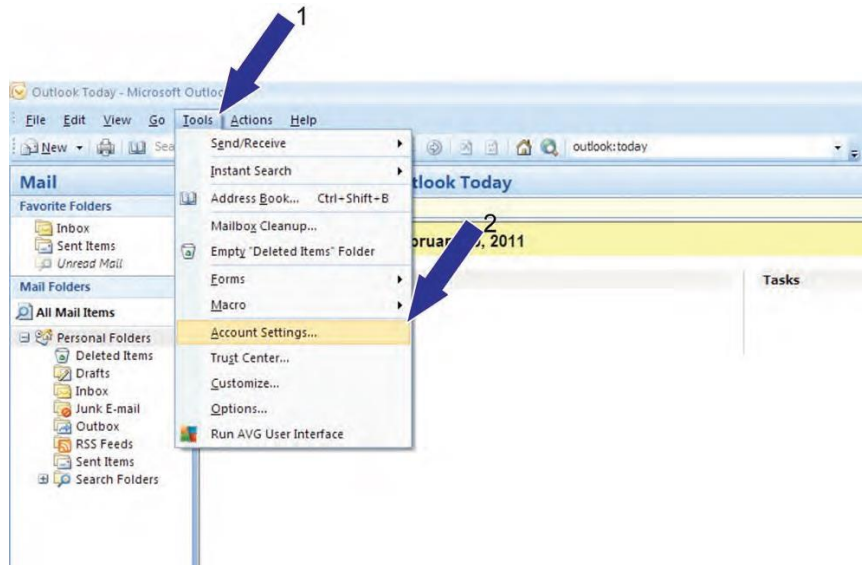 1
Outlook Today - Microsoft Outloo
File Edit View Go Tools Actions Help
New Sea outlook:today
Mail tlook Today
Favorite Folders
Inbox
Sent Items
Unread Mail
Mail Folders
All Mail Items
Personal Folders
Deleted Items
Drafts
Inbox
Junk E-mail
Outbox
RSS Feeds
Sent Items
Search Folders
Send/Receive
Instant Search
Address Book... Ctrl+Shift+B
Mailbox Cleanup...
Empty "Deleted Items" Folder
Forms
Macro
Account Settings...
Trust Center...
Customize...
Options...
Run AVG User Interface
2
2011
Tasks